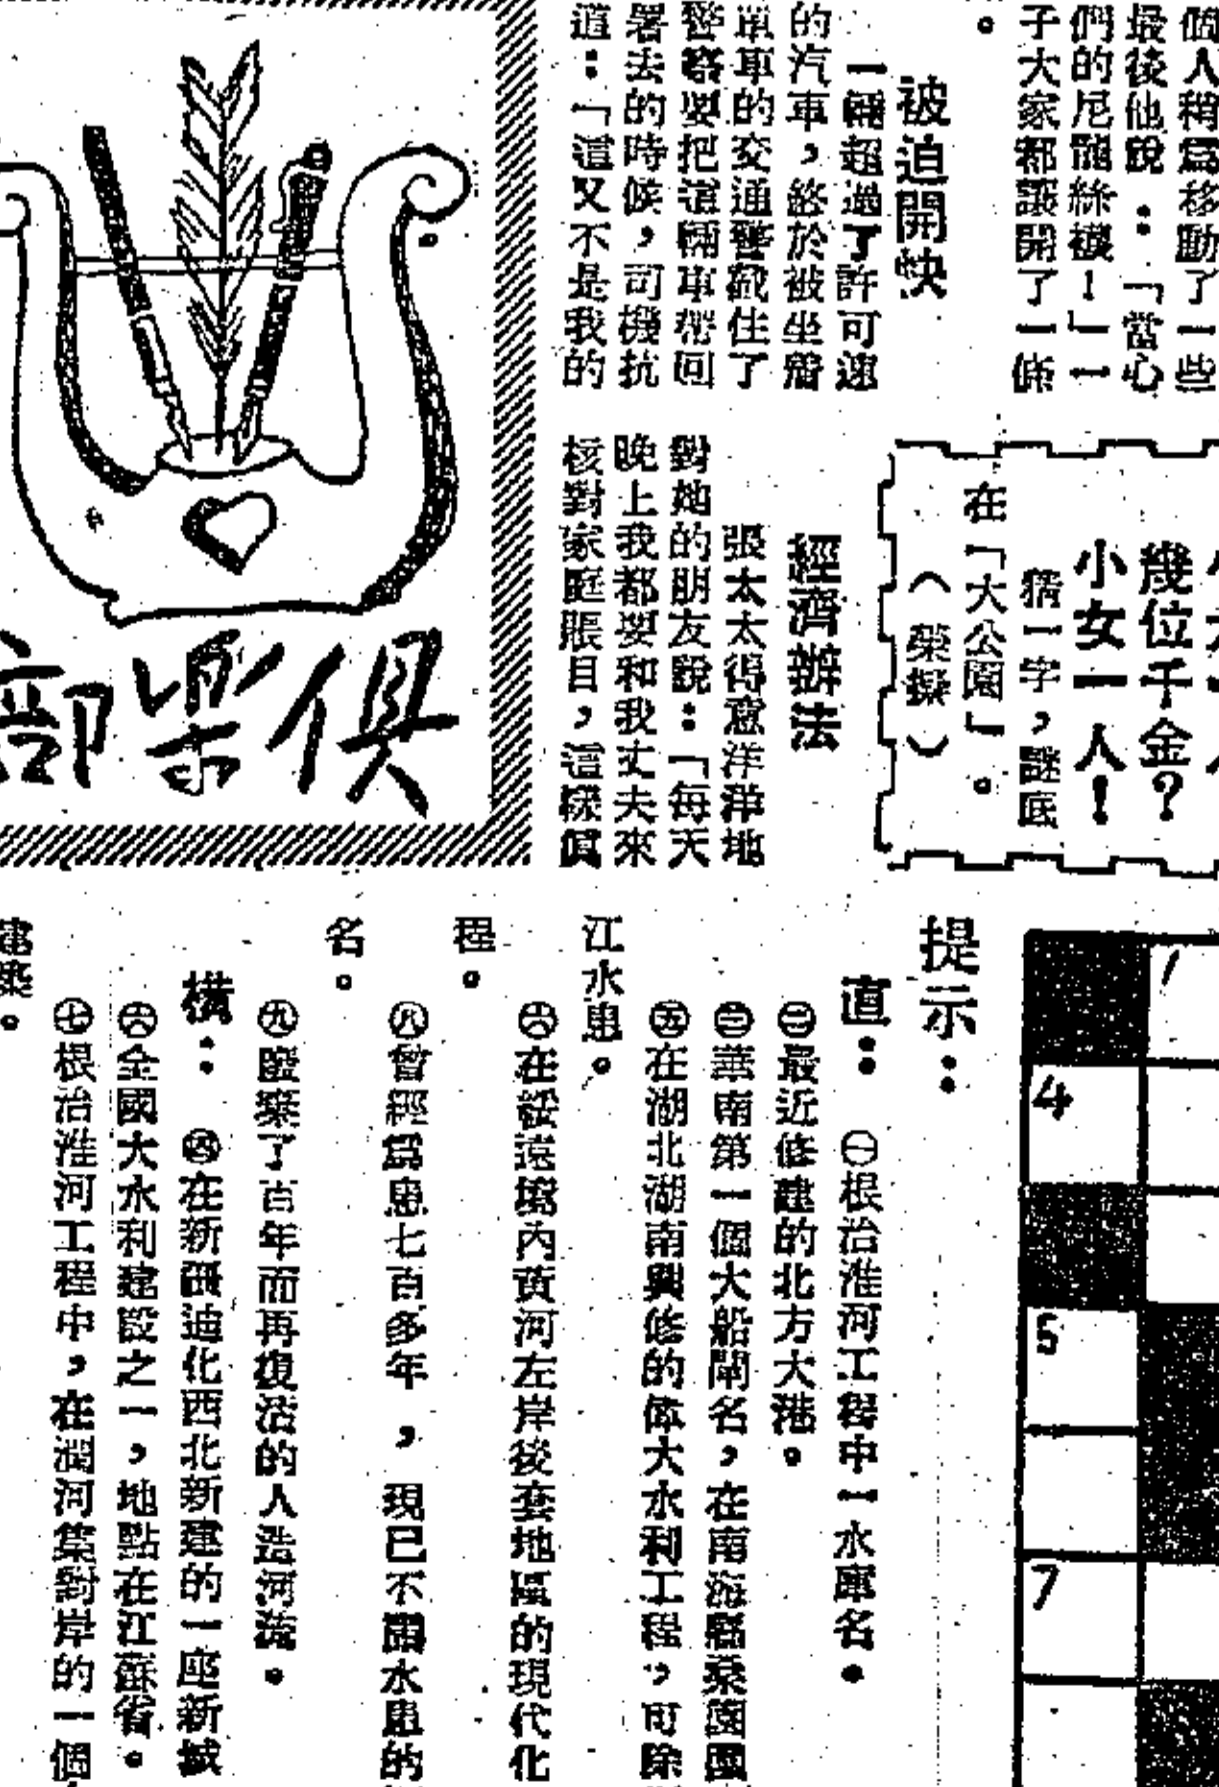 個人稍爲移動了一些
最後他說：「當心
們的尼龍絲襪！」一
子大家都讓開了一條
。
被迫開快
一輛超過了許可速
的汽車，終於被坐着
單車的交通警截住了
警察要把這輛車帶回
署去的時候，司機抗
道：「這又不是我的
幾位千金？
小女一人！
猜一字，謎底
在「大公園」。
（榮擬）
經濟辦法
張太太得意洋洋地
對她的朋友說：「每天
晚上我都要和我丈夫來
核對家庭賬目，這樣眞
俱樂部
1
4
5
7
提示：
直：　㊀根治淮河工程中一水庫名。
㊁最近修建的北方大港。
㊂華南第一個大船閘名，在南海縣桑園圍
㊄在湖北湖南興修的偉大水利工程，可除
江水患。
㊅在綏遠境內黃河左岸後套地區的現代化
程。
㊇曾經爲患七百多年，現已不鬧水患的
名。
㊈廢棄了百年而再復活的人造河流。
橫：　㊃在新疆迪化西北新建的一座新城
㊅全國大水利建設之一，地點在江蘇省。
㊆根治淮河工程中，在潤河集對岸的一個
建築。